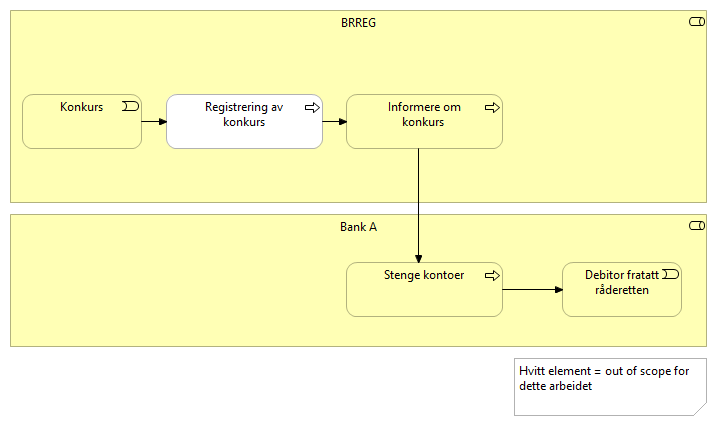 BRREG
Konkurs
Registrering av
konkurs
Informere om
konkurs
Bank A
Stenge kontoer
Debitor fratatt
råderetten
Hvitt element = out of scope for
dette arbeidet